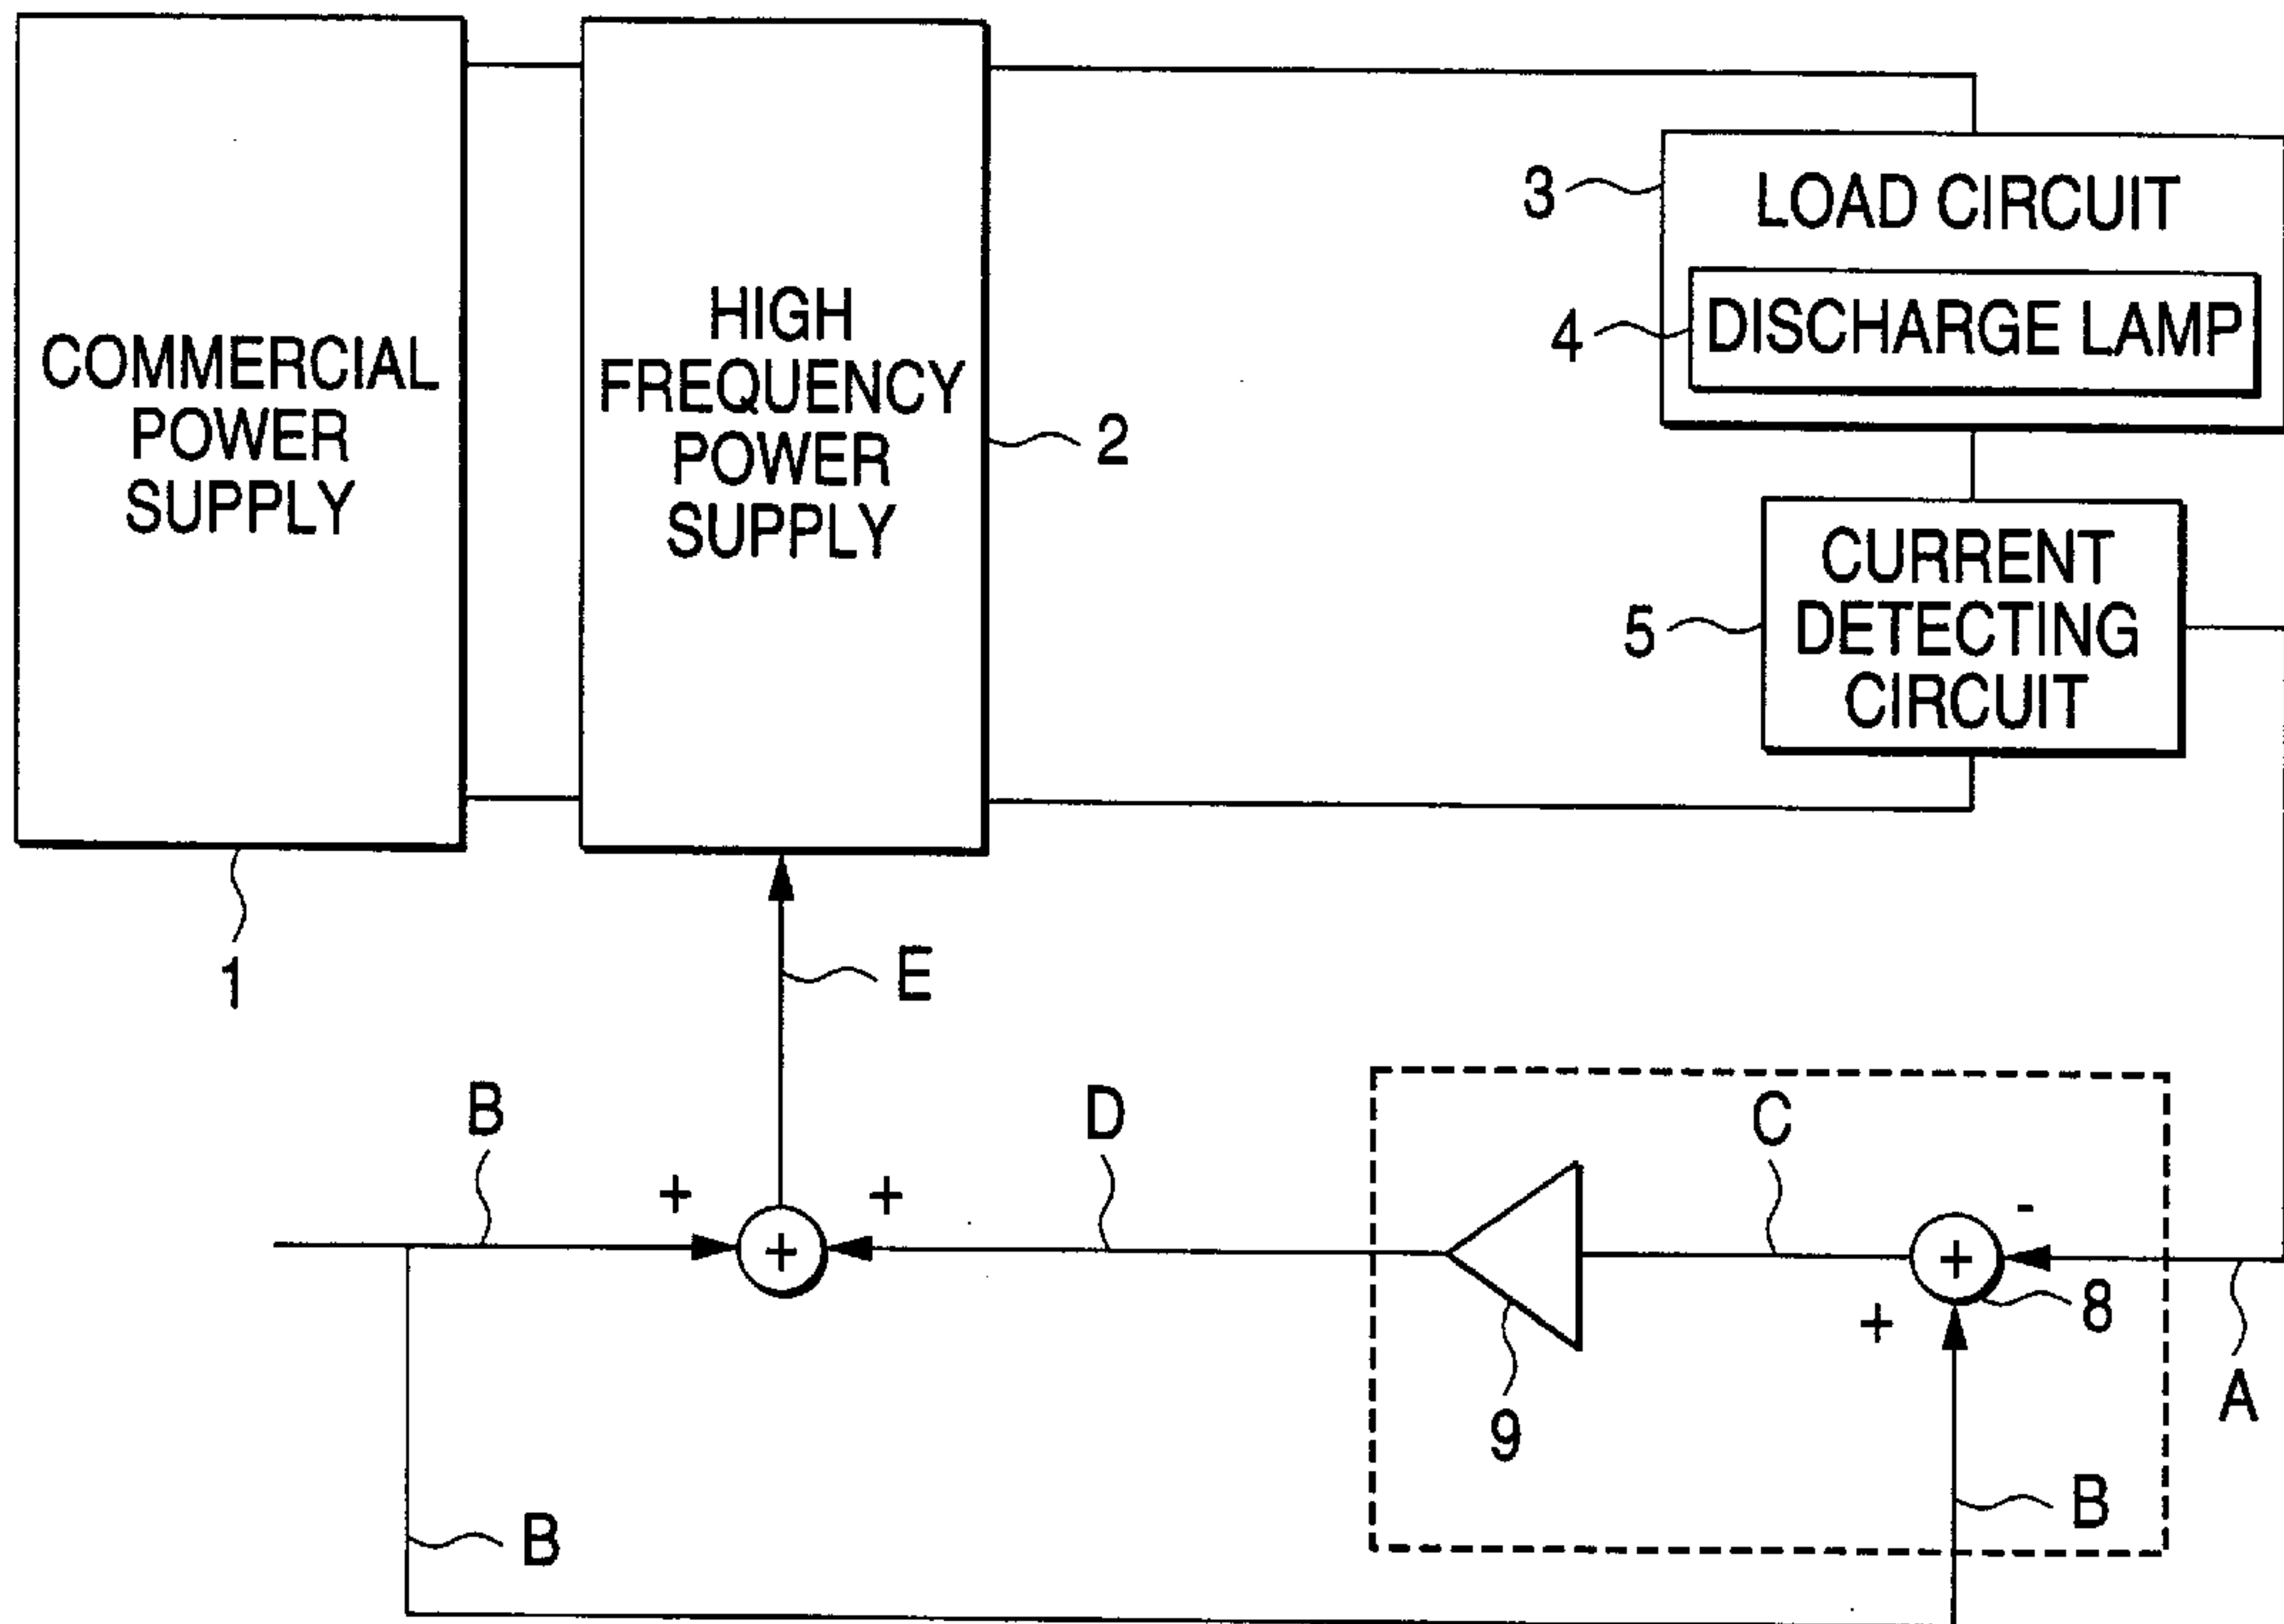 COMMERCIAL
POWER
SUPPLY
1
HIGH
FREQUENCY
POWER
SUPPLY
2
3
LOAD CIRCUIT
4
DISCHARGE LAMP
5
CURRENT
DETECTING
CIRCUIT
E
B
+
+
+
D
C
-
+
8
+
A
9
B
B